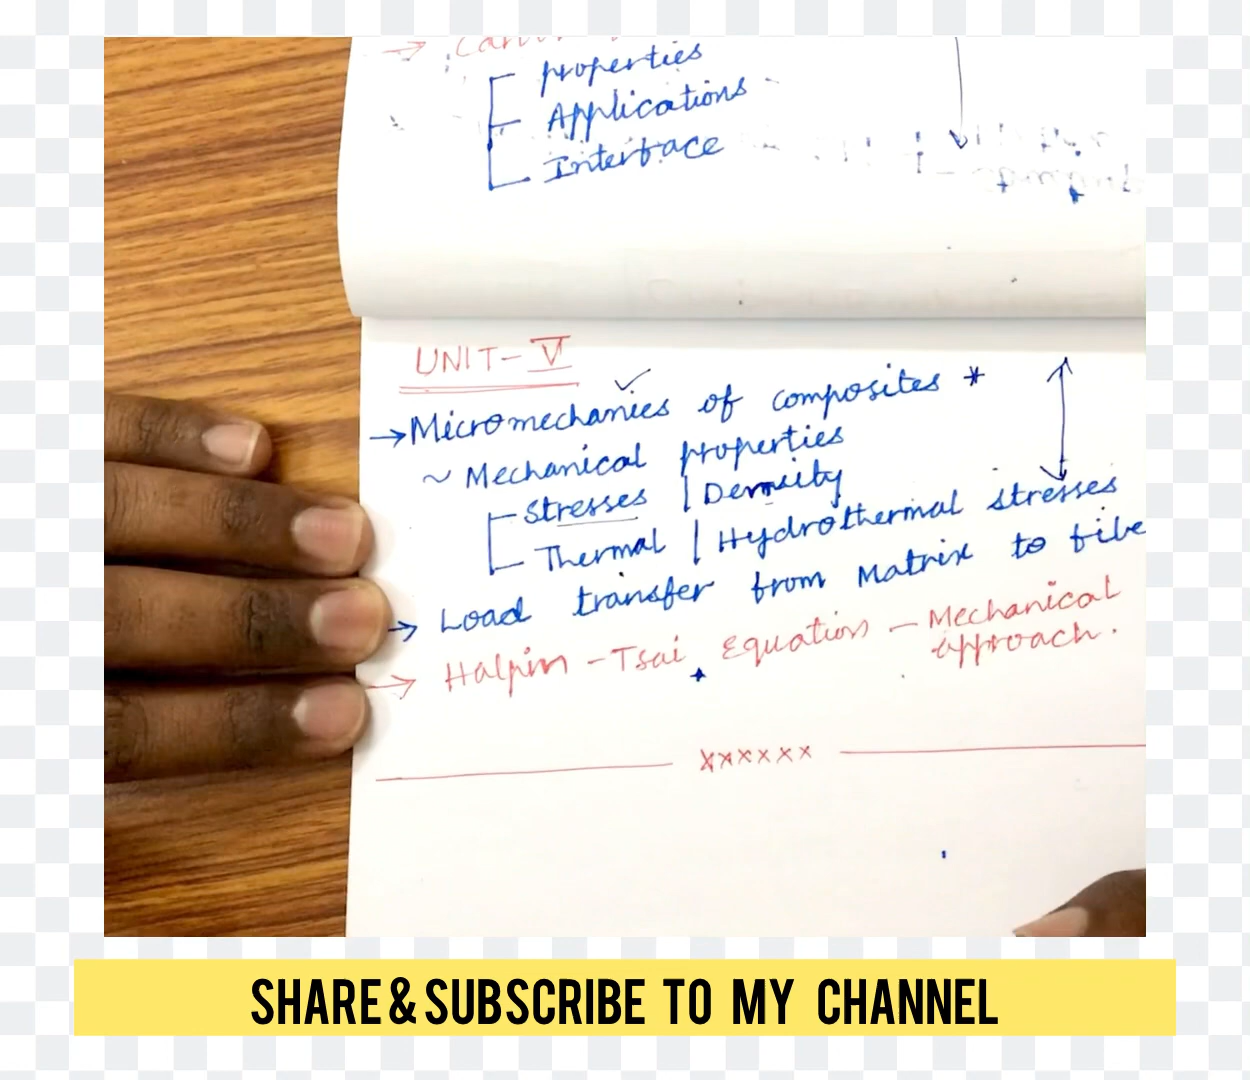 properties
Applications
Interface
UNIT-V
→Micromechanics of composites *
~ Mechanical properties
Stresses | Density
Thermal | Hydrothermal stresses
→ Load transfer from Matrix to fibe
→ Halpin-Tsai Equation - Mechanical
approach.
xxxxxx
SHARE & SUBSCRIBE TO MY CHANNEL